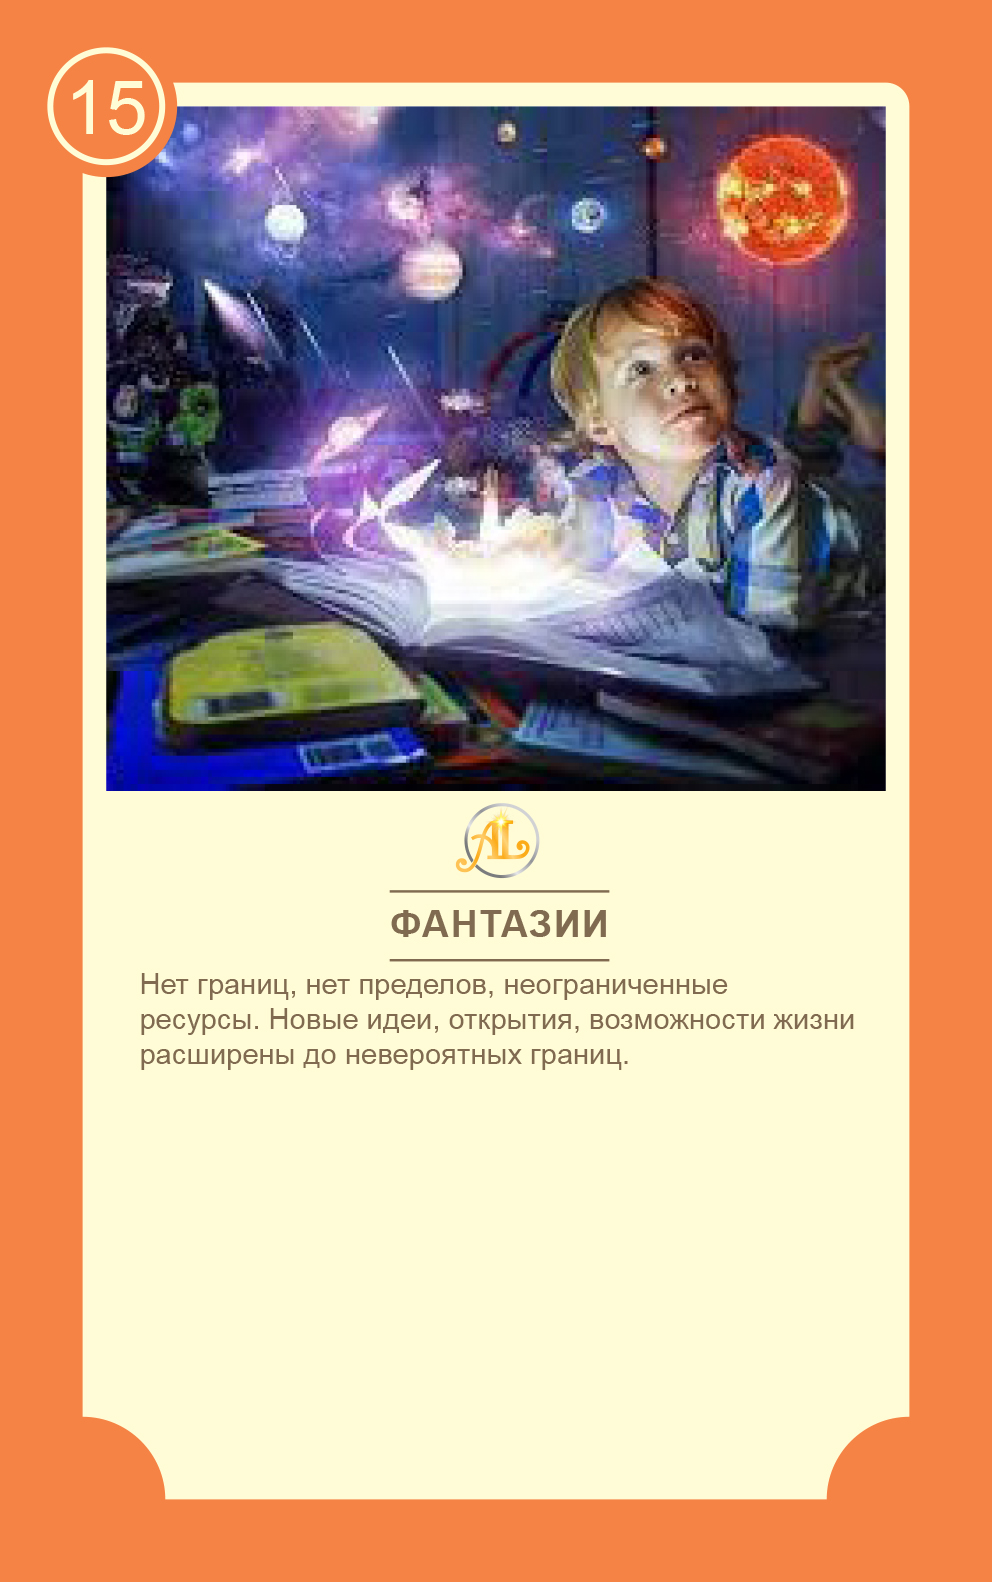 15
AL
ФАНТАЗИИ
Нет границ, нет пределов, неограниченные
ресурсы. Новые идеи, открытия, возможности жизни
расширены до невероятных границ.